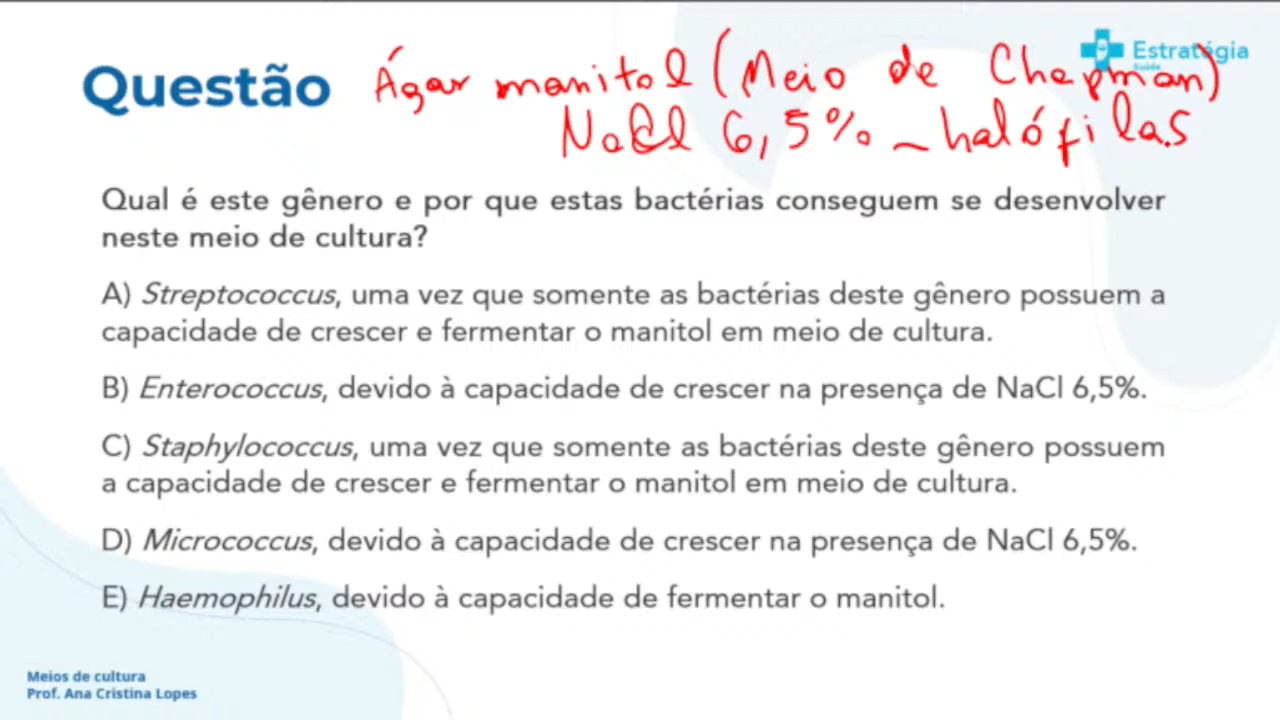 Estratégia
Saúde
Questão
Ágar manitol (Meio de Chapman)
NaCl 6,5% - halófilas
Qual é este gênero e por que estas bactérias conseguem se desenvolver
neste meio de cultura?
A) Streptococcus, uma vez que somente as bactérias deste gênero possuem a
capacidade de crescer e fermentar o manitol em meio de cultura.
B) Enterococcus, devido à capacidade de crescer na presença de NaCl 6,5%.
C) Staphylococcus, uma vez que somente as bactérias deste gênero possuem
a capacidade de crescer e fermentar o manitol em meio de cultura.
D) Micrococcus, devido à capacidade de crescer na presença de NaCl 6,5%.
E) Haemophilus, devido à capacidade de fermentar o manitol.
Meios de cultura
Prof. Ana Cristina Lopes